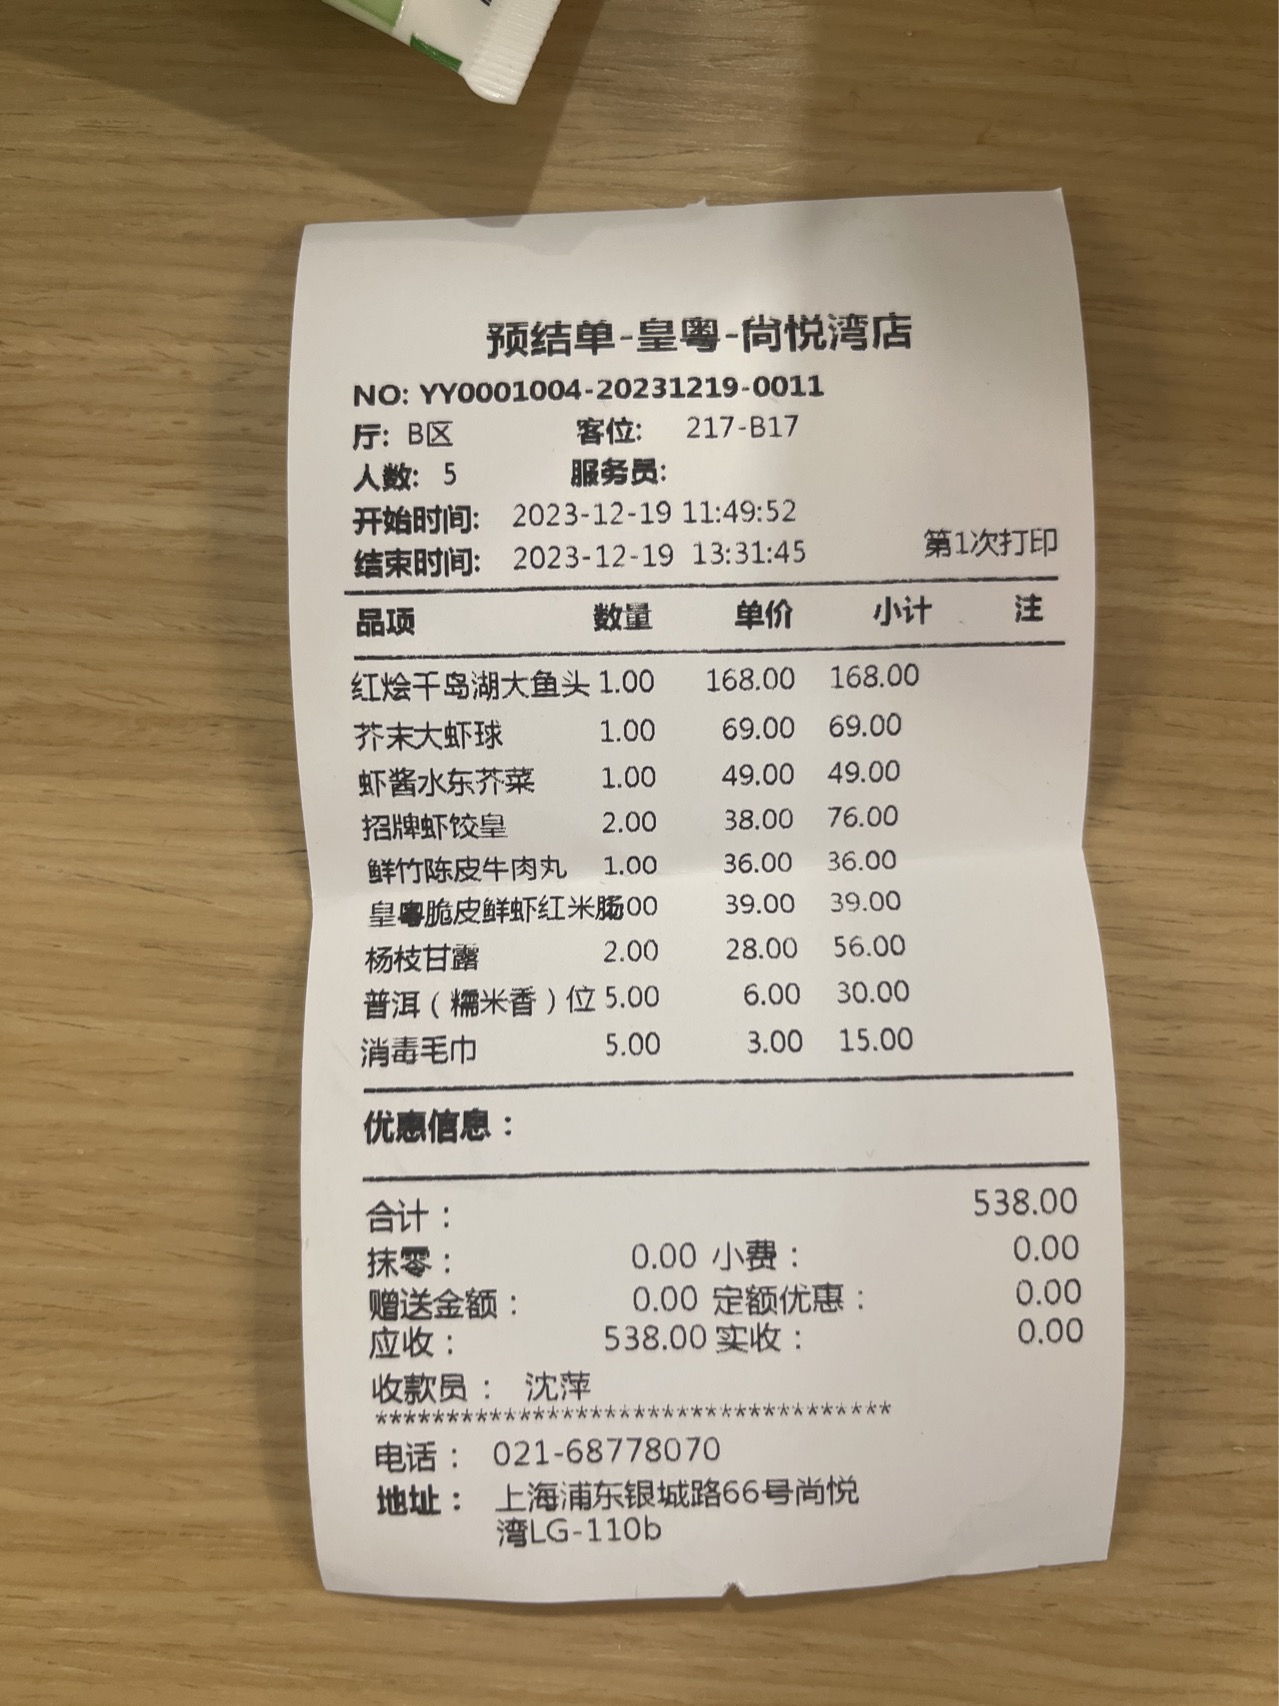 预结单-皇粤-尚悦湾店
NO: YY0001004-20231219-0011
厅: B区 客位: 217-B17
人数: 5 服务员:
开始时间: 2023-12-19 11:49:52
结束时间: 2023-12-19 13:31:45 第1次打印
品项 数量 单价 小计 注
红烩千岛湖大鱼头 1.00 168.00 168.00
芥末大虾球 1.00 69.00 69.00
虾酱水东芥菜 1.00 49.00 49.00
招牌虾饺皇 2.00 38.00 76.00
鲜竹陈皮牛肉丸 1.00 36.00 36.00
皇粤脆皮鲜虾红米肠 .00 39.00 39.00
杨枝甘露 2.00 28.00 56.00
普洱（糯米香）位 5.00 6.00 30.00
消毒毛巾 5.00 3.00 15.00
优惠信息：
合计： 538.00
抹零： 0.00 小费： 0.00
赠送金额： 0.00 定额优惠： 0.00
应收： 538.00 实收： 0.00
收款员： 沈萍
************************************
电话： 021-68778070
地址： 上海浦东银城路66号尚悦
湾LG-110b